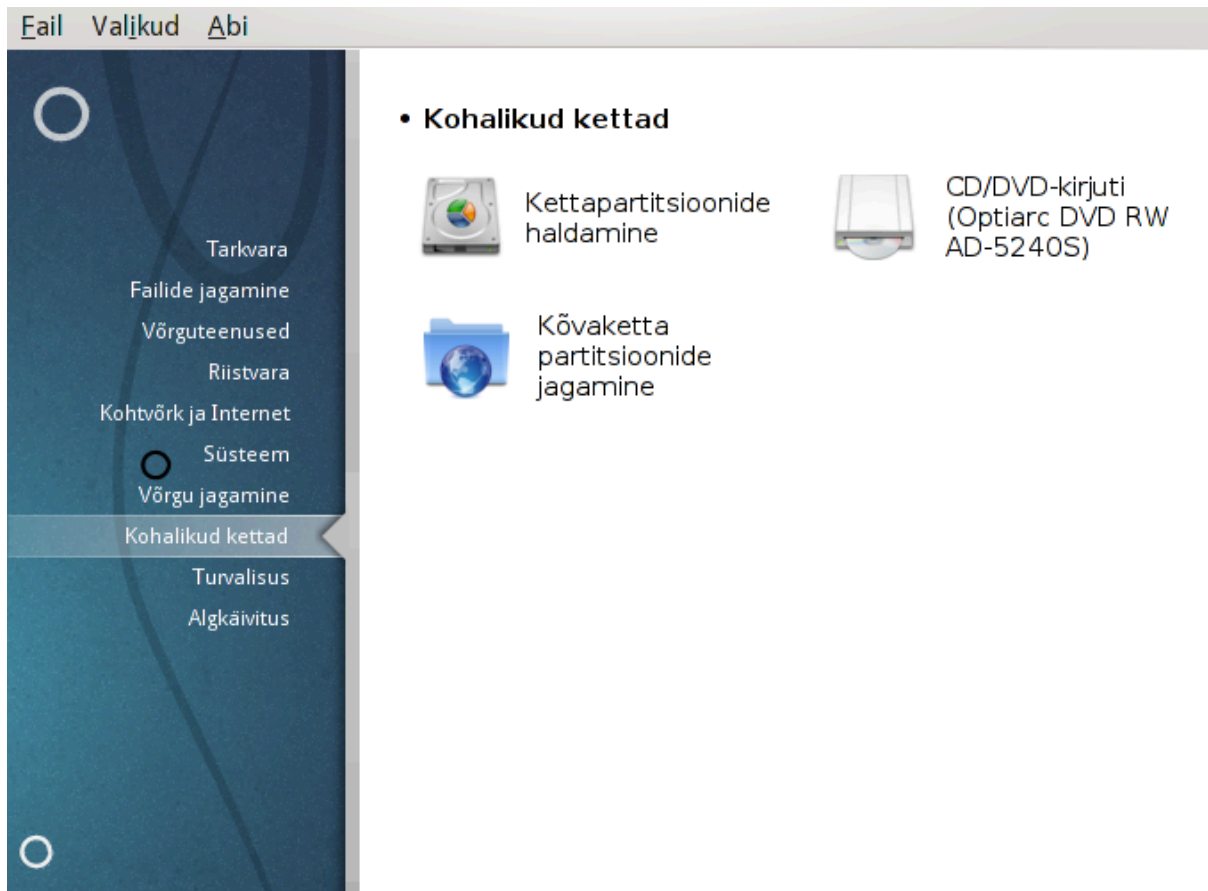 Fail Valikud Abi
Tarkvara
Failide jagamine
Võrguteenused
Riistvara
Kohtvõrk ja Internet
Süsteem
Võrgu jagamine
Kohalikud kettad
Turvalisus
Algkäivitus
• Kohalikud kettad
Kettapartitsioonide
haldamine
CD/DVD-kirjuti
(Optiarc DVD RW
AD-5240S)
Kõvaketta
partitsioonide
jagamine